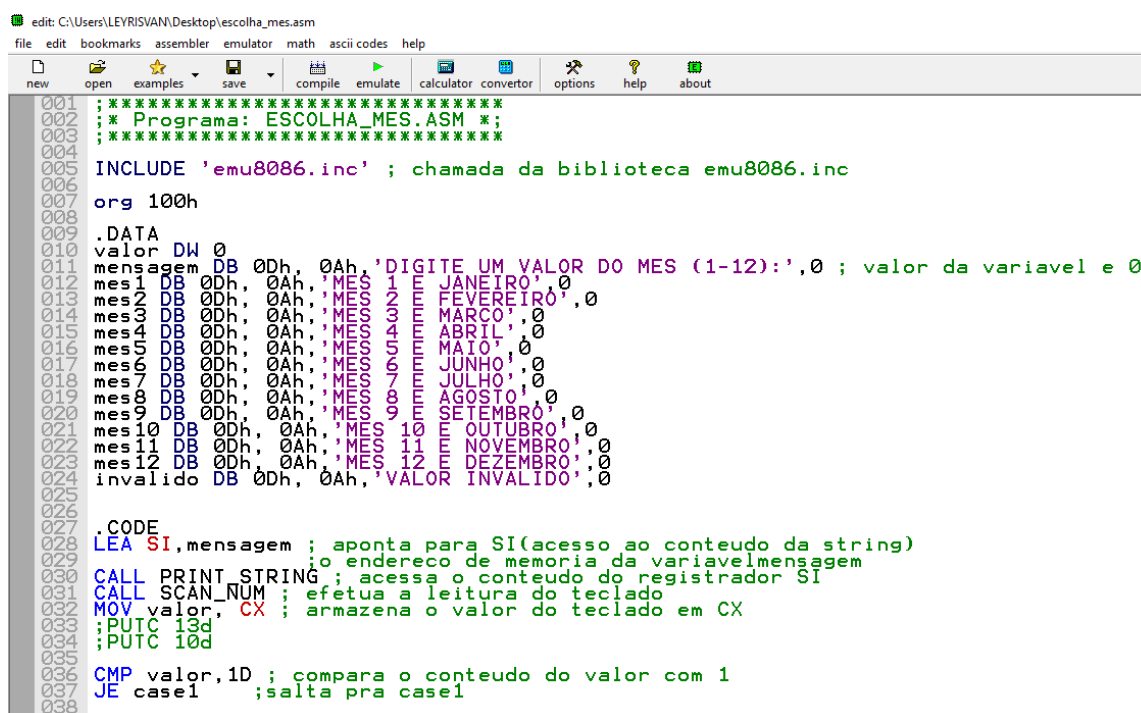 edit: C:\Users\LEYRISVAN\Desktop\escolha_mes.asm
file edit bookmarks assembler emulator math ascii codes help
new open examples save compile emulate calculator convertor options help about
001 ;******************************
002 ;* Programa: ESCOLHA_MES.ASM *;
003 ;******************************
004
005 INCLUDE 'emu8086.inc' ; chamada da biblioteca emu8086.inc
006
007 org 100h
008
009 .DATA
010 valor DW 0
011 mensagem DB 0Dh, 0Ah,'DIGITE UM VALOR DO MES (1-12):',0 ; valor da variavel e 0
012 mes1 DB 0Dh, 0Ah,'MES 1 E JANEIRO',0
013 mes2 DB 0Dh, 0Ah,'MES 2 E FEVEREIRO',0
014 mes3 DB 0Dh, 0Ah,'MES 3 E MARCO',0
015 mes4 DB 0Dh, 0Ah,'MES 4 E ABRIL',0
016 mes5 DB 0Dh, 0Ah,'MES 5 E MAIO',0
017 mes6 DB 0Dh, 0Ah,'MES 6 E JUNHO',0
018 mes7 DB 0Dh, 0Ah,'MES 7 E JULHO',0
019 mes8 DB 0Dh, 0Ah,'MES 8 E AGOSTO',0
020 mes9 DB 0Dh, 0Ah,'MES 9 E SETEMBRO',0
021 mes10 DB 0Dh, 0Ah,'MES 10 E OUTUBRO',0
022 mes11 DB 0Dh, 0Ah,'MES 11 E NOVEMBRO',0
023 mes12 DB 0Dh, 0Ah,'MES 12 E DEZEMBRO',0
024 invalido DB 0Dh, 0Ah,'VALOR INVALIDO',0
025
026
027 .CODE
028 LEA SI,mensagem ; aponta para SI(acesso ao conteudo da string)
029 ;o endereco de memoria da variavelmensagem
030 CALL PRINT_STRING ; acessa o conteudo do registrador SI
031 CALL SCAN_NUM ; efetua a leitura do teclado
032 MOV valor, CX ; armazena o valor do teclado em CX
033 ;PUTC 13d
034 ;PUTC 10d
035
036 CMP valor,1D ; compara o conteudo do valor com 1
037 JE case1 ;salta pra case1
038